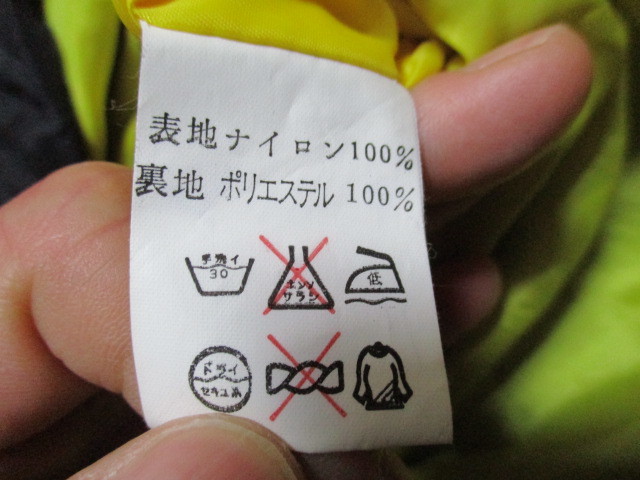 表地ナイロン100%
裏地 ポリエステル 100%
手洗イ
30
エンソ
サラシ
低
ドライ
セキユ系